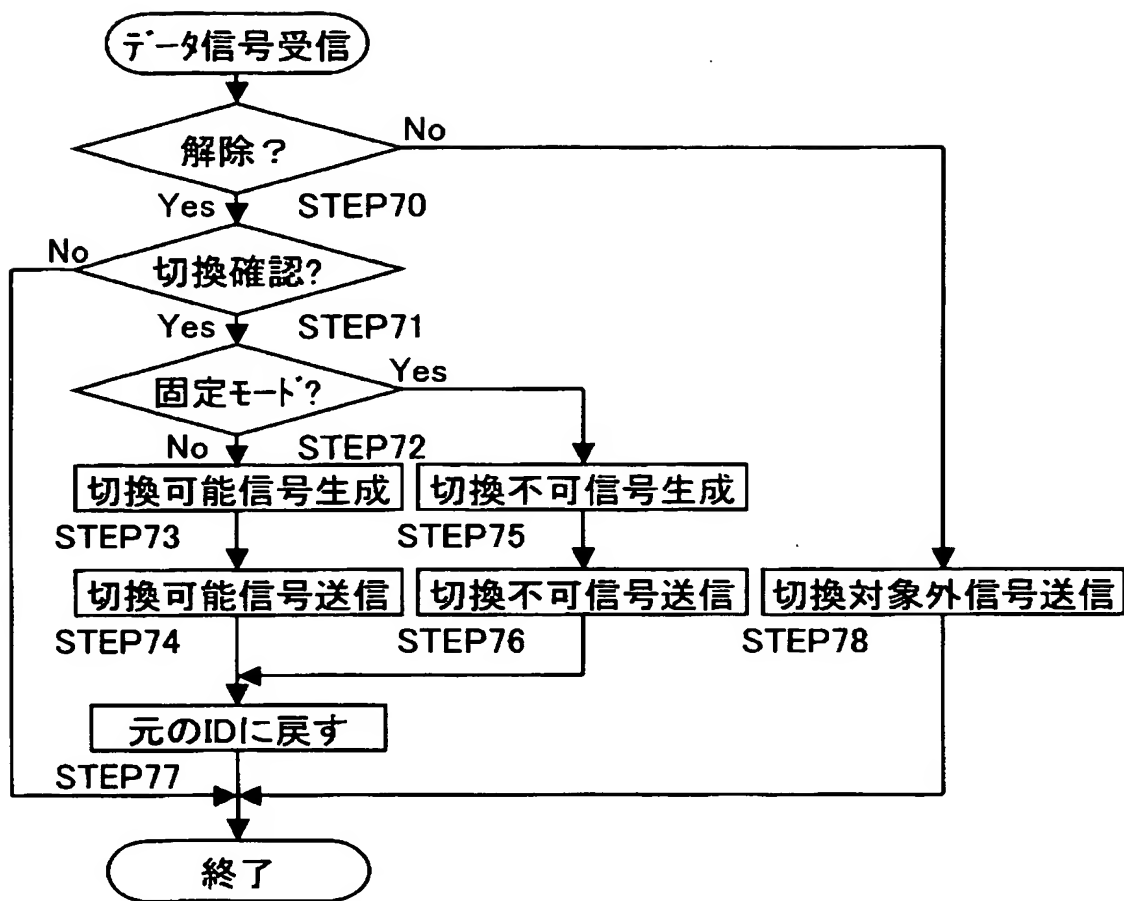 データ信号受信
解除？
No
Yes
STEP70
No
切換確認?
Yes
STEP71
固定モード?
Yes
No
STEP72
切換可能信号生成
切換不可信号生成
STEP73
STEP75
切換可能信号送信
切換不可信号送信
切換対象外信号送信
STEP74
STEP76
STEP78
元のIDに戻す
STEP77
終了